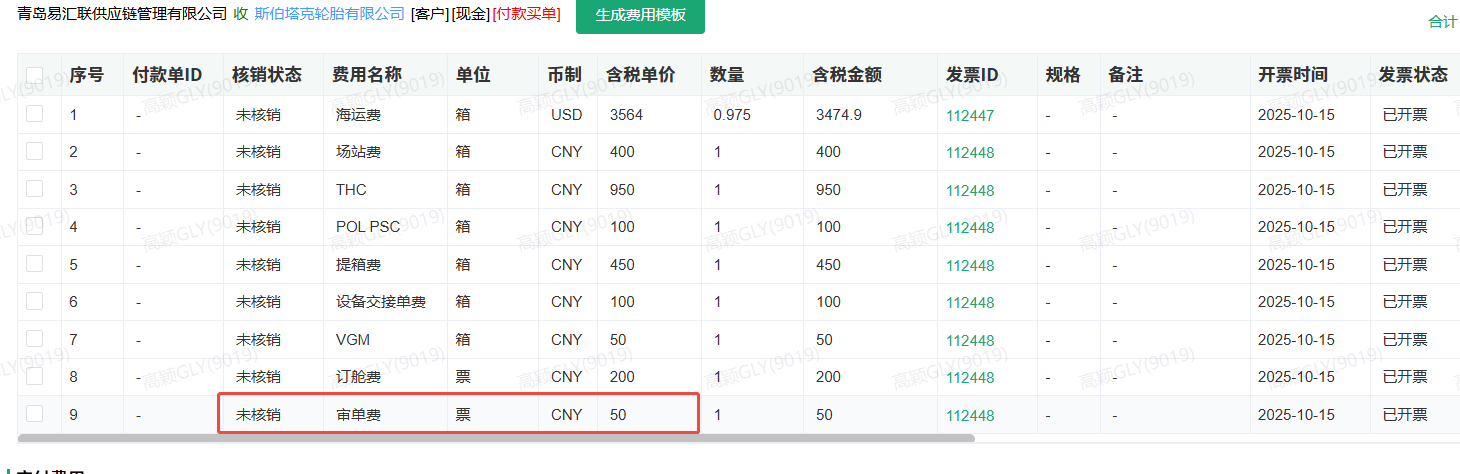 青岛易汇联供应链管理有限公司 收 斯伯塔克轮胎有限公司 [客户][现金][付款买单] 生成费用模板
合计
序号 付款单ID 核销状态 费用名称 单位 币制 含税单价 数量 含税金额 发票ID 规格 备注 开票时间 发票状态
1 - 未核销 海运费 箱 USD 3564 0.975 3474.9 112447 - - 2025-10-15 已开票
2 - 未核销 场站费 箱 CNY 400 1 400 112448 - - 2025-10-15 已开票
3 - 未核销 THC 箱 CNY 950 1 950 112448 - - 2025-10-15 已开票
4 - 未核销 POL PSC 箱 CNY 100 1 100 112448 - - 2025-10-15 已开票
5 - 未核销 提箱费 箱 CNY 450 1 450 112448 - - 2025-10-15 已开票
6 - 未核销 设备交接单费 箱 CNY 100 1 100 112448 - - 2025-10-15 已开票
7 - 未核销 VGM 箱 CNY 50 1 50 112448 - - 2025-10-15 已开票
8 - 未核销 订舱费 票 CNY 200 1 200 112448 - - 2025-10-15 已开票
9 - 未核销 审单费 票 CNY 50 1 50 112448 - - 2025-10-15 已开票
高颖GLY(9019)